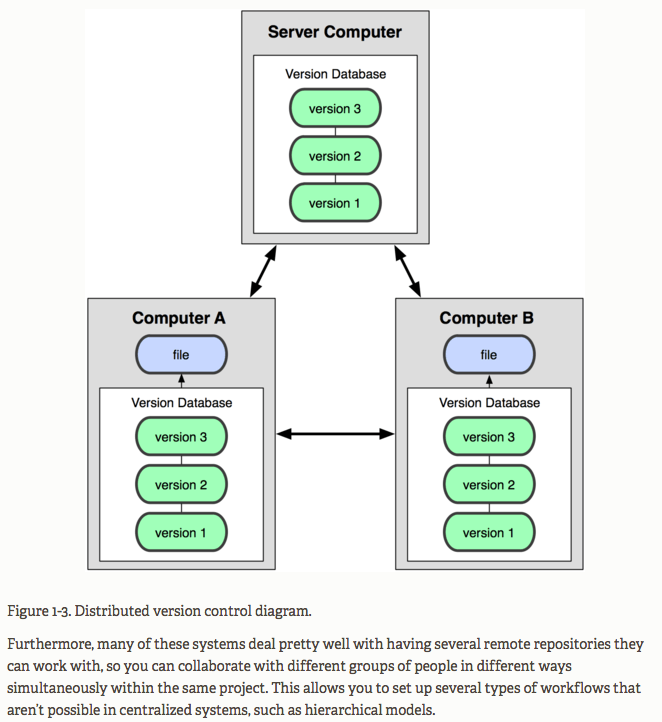 Server Computer
Version Database
version 3
version 2
version 1
Computer A
file
Version Database
version 3
version 2
version 1
Computer B
file
Version Database
version 3
version 2
version 1
Figure 1-3. Distributed version control diagram.
Furthermore, many of these systems deal pretty well with having several remote repositories they
can work with, so you can collaborate with different groups of people in different ways
simultaneously within the same project. This allows you to set up several types of workflows that
aren’t possible in centralized systems, such as hierarchical models.